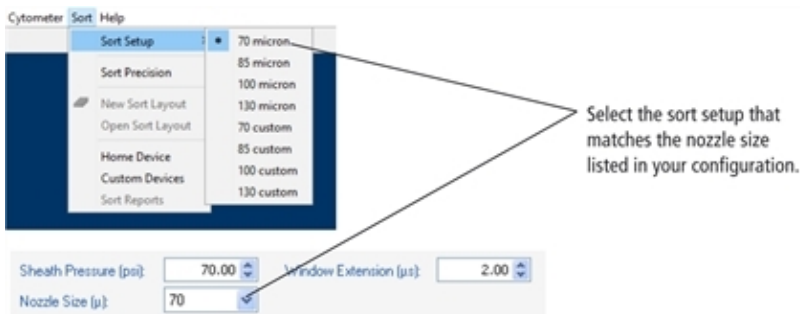 Cytometer Sort Help
Sort Setup
Sort Precision
New Sort Layout
Open Sort Layout
Home Device
Custom Devices
Sort Reports
70 micron
85 micron
100 micron
130 micron
70 custom
85 custom
100 custom
130 custom
Select the sort setup that
matches the nozzle size
listed in your configuration.
Sheath Pressure (psi): 70.00 Window Extension (µs): 2.00
Nozzle Size (µ): 70